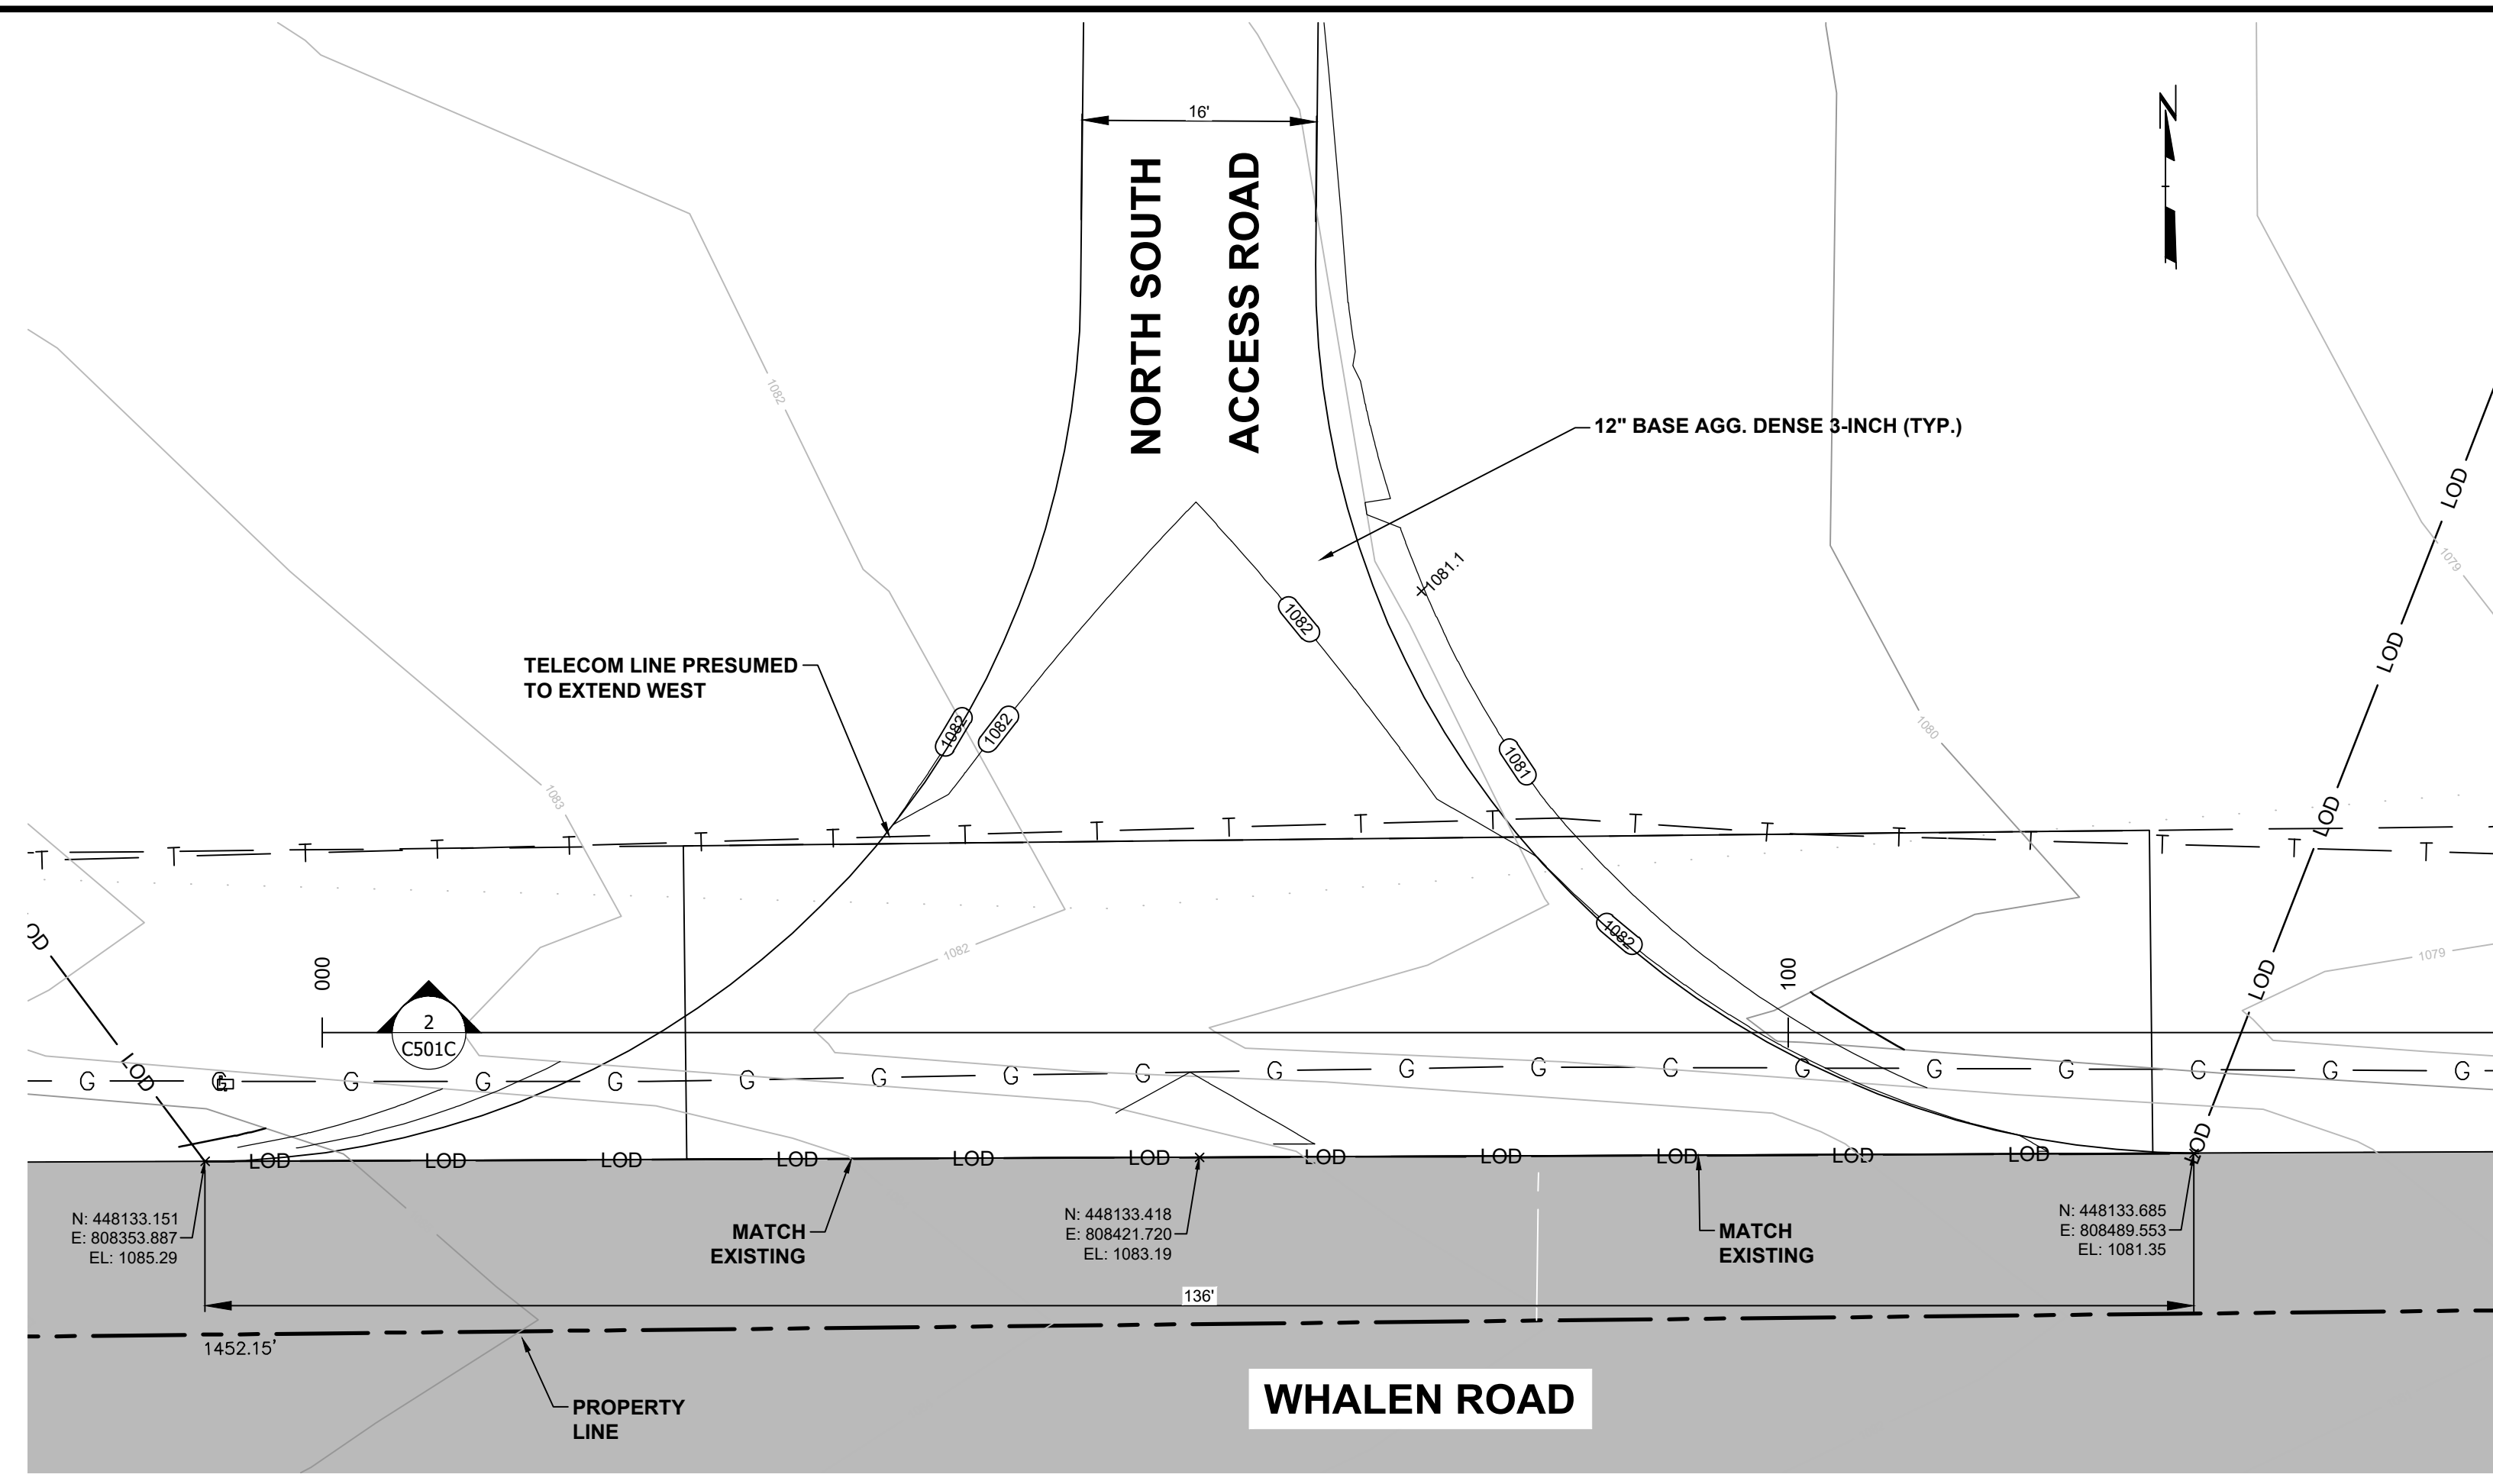 16'
N
NORTH SOUTH
ACCESS ROAD
1082
12" BASE AGG. DENSE 3-INCH (TYP.)
LOD
1079
1081.1
1082
TELECOM LINE PRESUMED
TO EXTEND WEST
LOD
1082
1082
1080
1081
1083
LOD
T T T T T T T T T T T T T T T T T T T
OD
1082
1082
1079
000
100
LOD
2
C501C
LOD
G G G G G G G G G G G G G G G G G G G
LOD LOD LOD LOD LOD LOD LOD LOD LOD LOD LOD LOD
N: 448133.151
E: 808353.887
EL: 1085.29
MATCH
EXISTING
N: 448133.418
E: 808421.720
EL: 1083.19
MATCH
EXISTING
N: 448133.685
E: 808489.553
EL: 1081.35
136'
1452.15'
PROPERTY
LINE
WHALEN ROAD